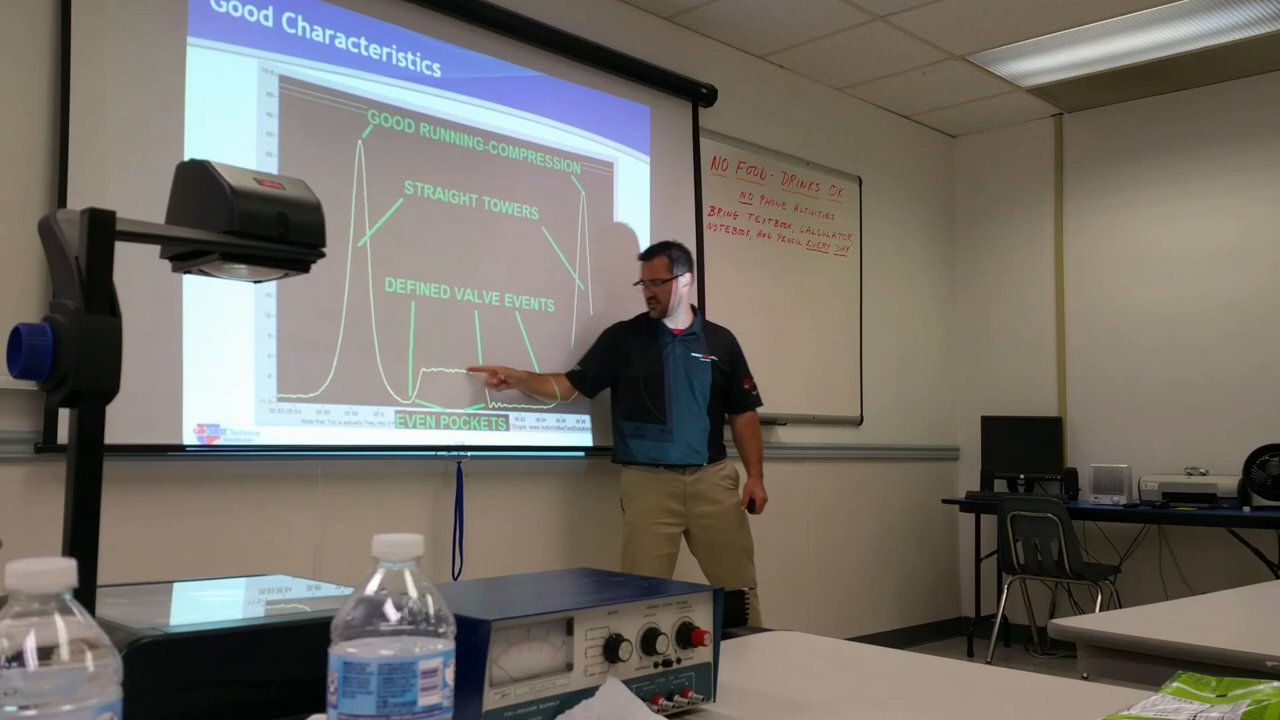 Good Characteristics
GOOD RUNNING-COMPRESSION
STRAIGHT TOWERS
DEFINED VALVE EVENTS
EVEN POCKETS
NO FOOD - DRINKS OK
NO PHONE ACTIVITIES
BRING TEXTBOOK, CALCULATOR,
NOTEBOOK, AND PENCIL EVERY DAY